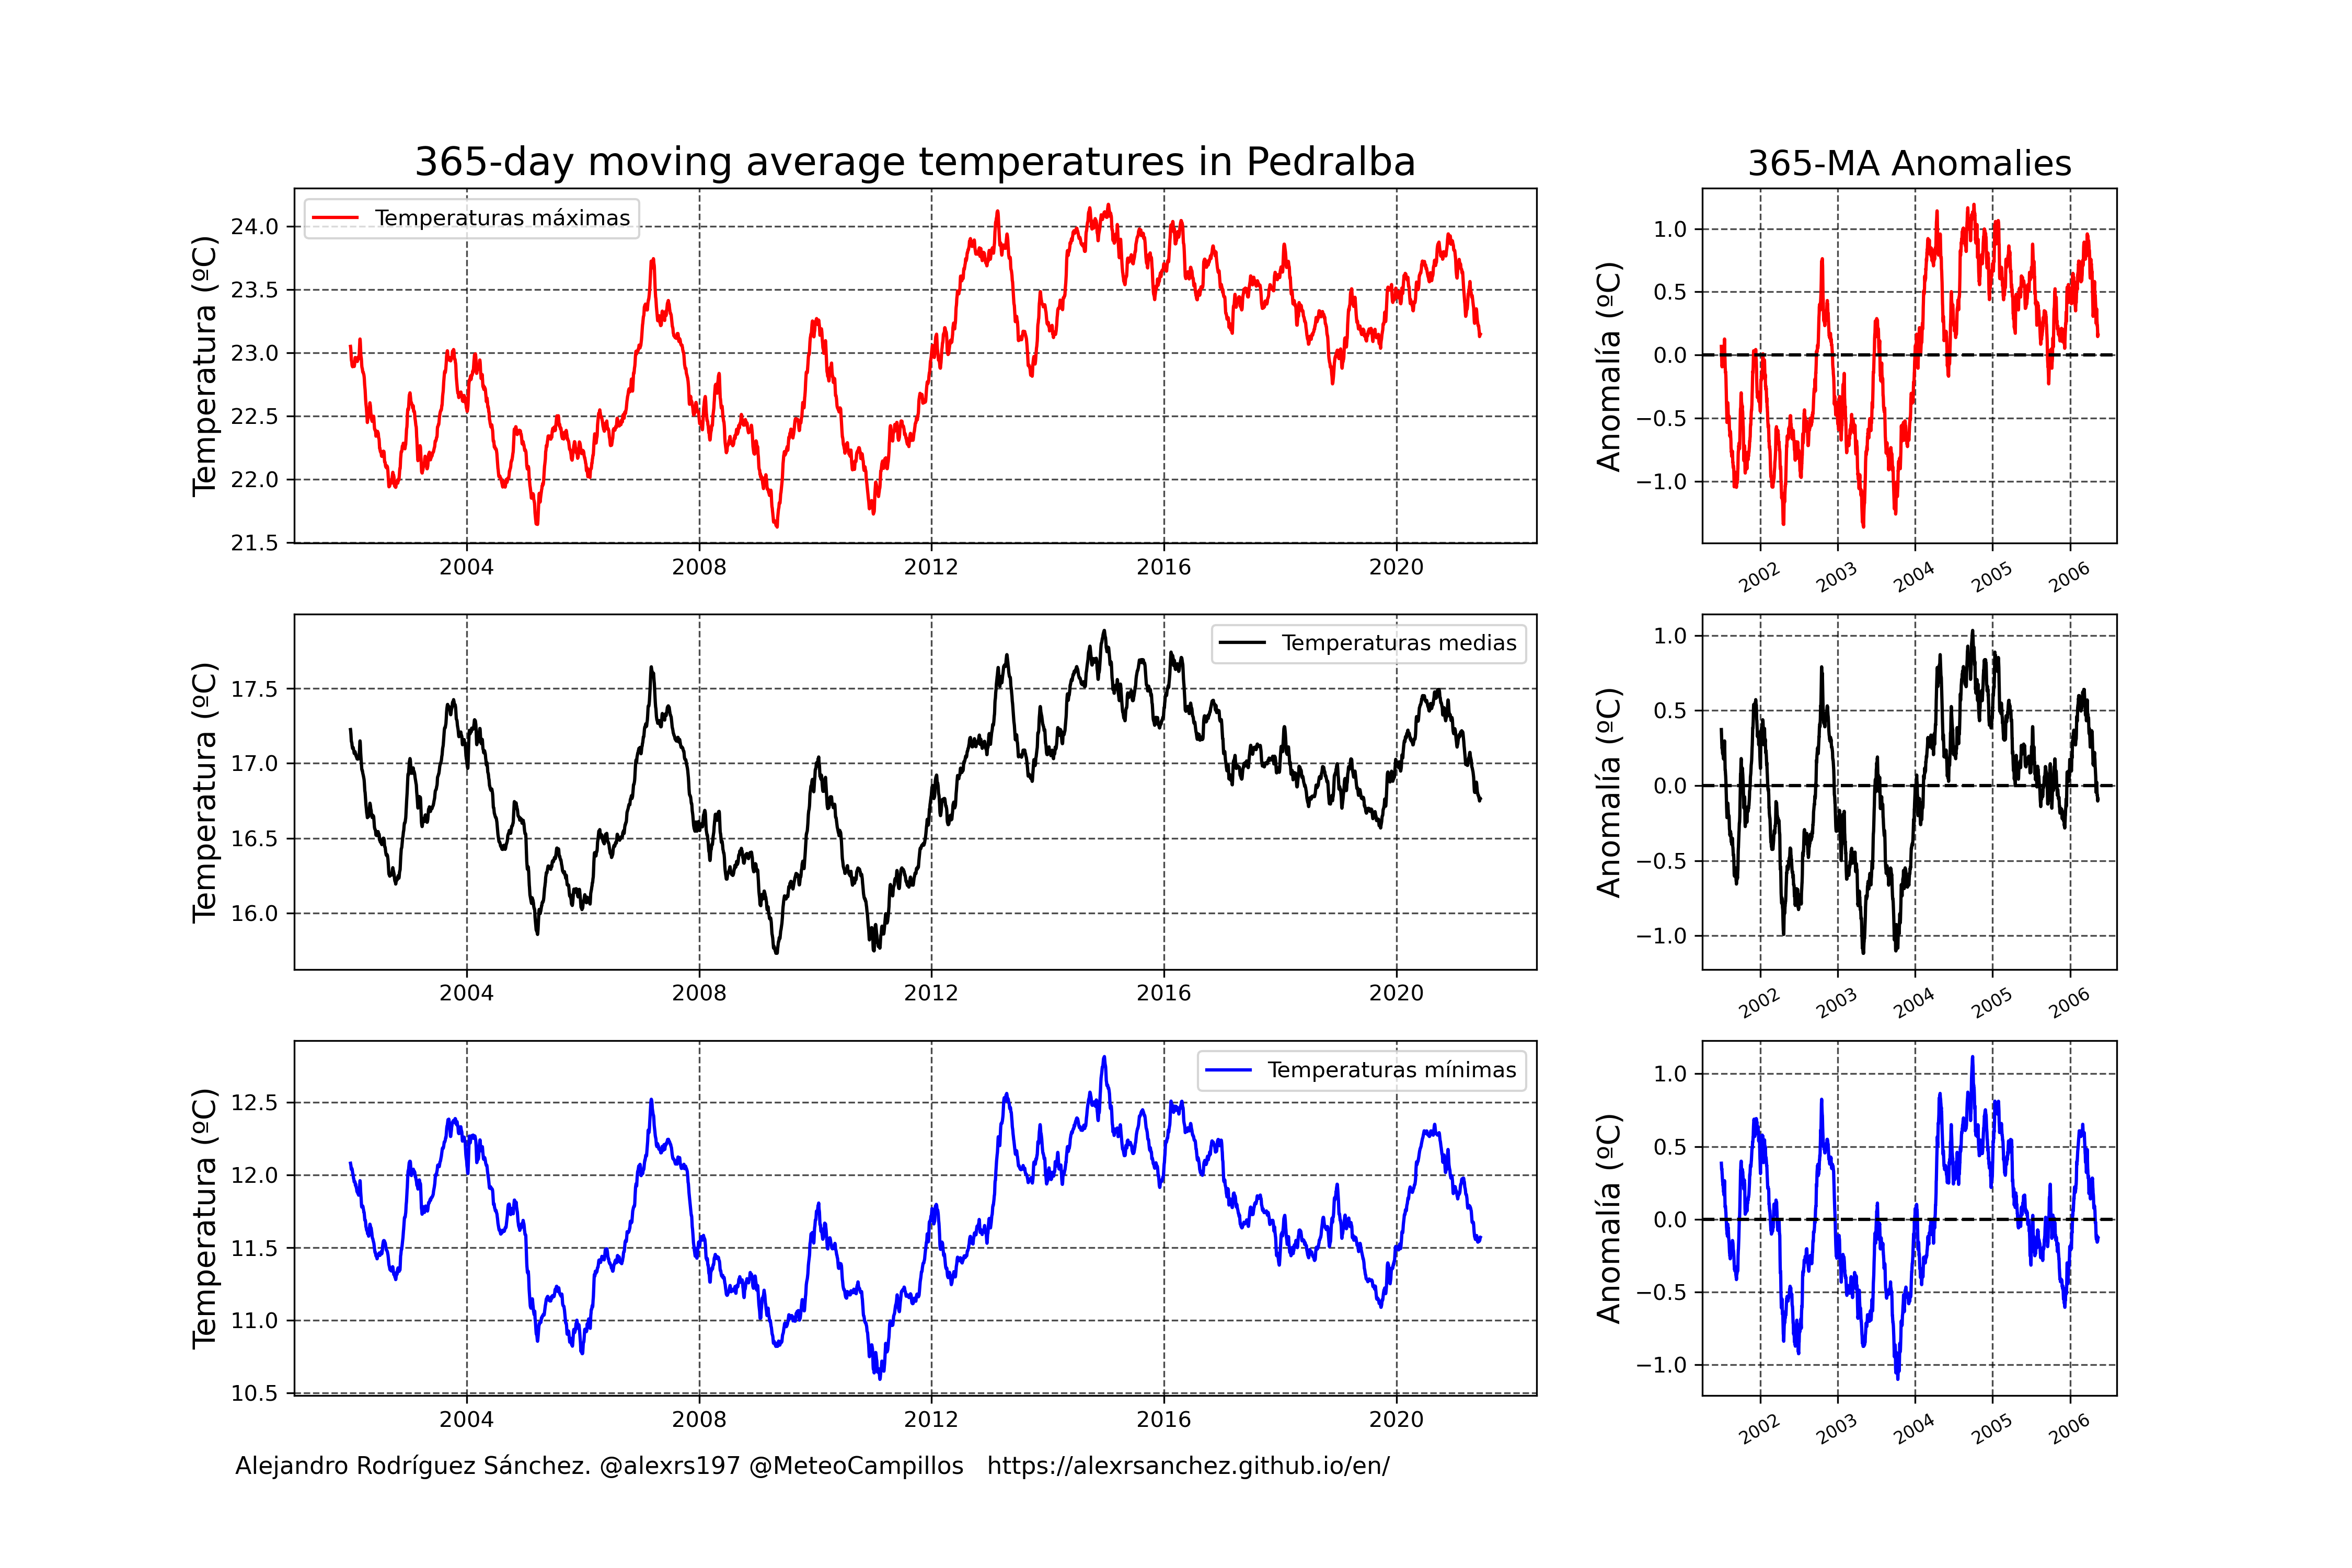 365-day moving average temperatures in Pedralba
365-MA Anomalies
Temperatura (ºC)
24.0
23.5
23.0
22.5
22.0
21.5
Temperaturas máximas
2004 2008 2012 2016 2020
Anomalía (ºC)
1.0
0.5
0.0
−0.5
−1.0
2002 2003 2004 2005 2006
Temperatura (ºC)
17.5
17.0
16.5
16.0
Temperaturas medias
2004 2008 2012 2016 2020
Anomalía (ºC)
1.0
0.5
0.0
−0.5
−1.0
2002 2003 2004 2005 2006
Temperatura (ºC)
12.5
12.0
11.5
11.0
10.5
Temperaturas mínimas
2004 2008 2012 2016 2020
Anomalía (ºC)
1.0
0.5
0.0
−0.5
−1.0
2002 2003 2004 2005 2006
Alejandro Rodríguez Sánchez. @alexrs197 @MeteoCampillos https://alexrsanchez.github.io/en/